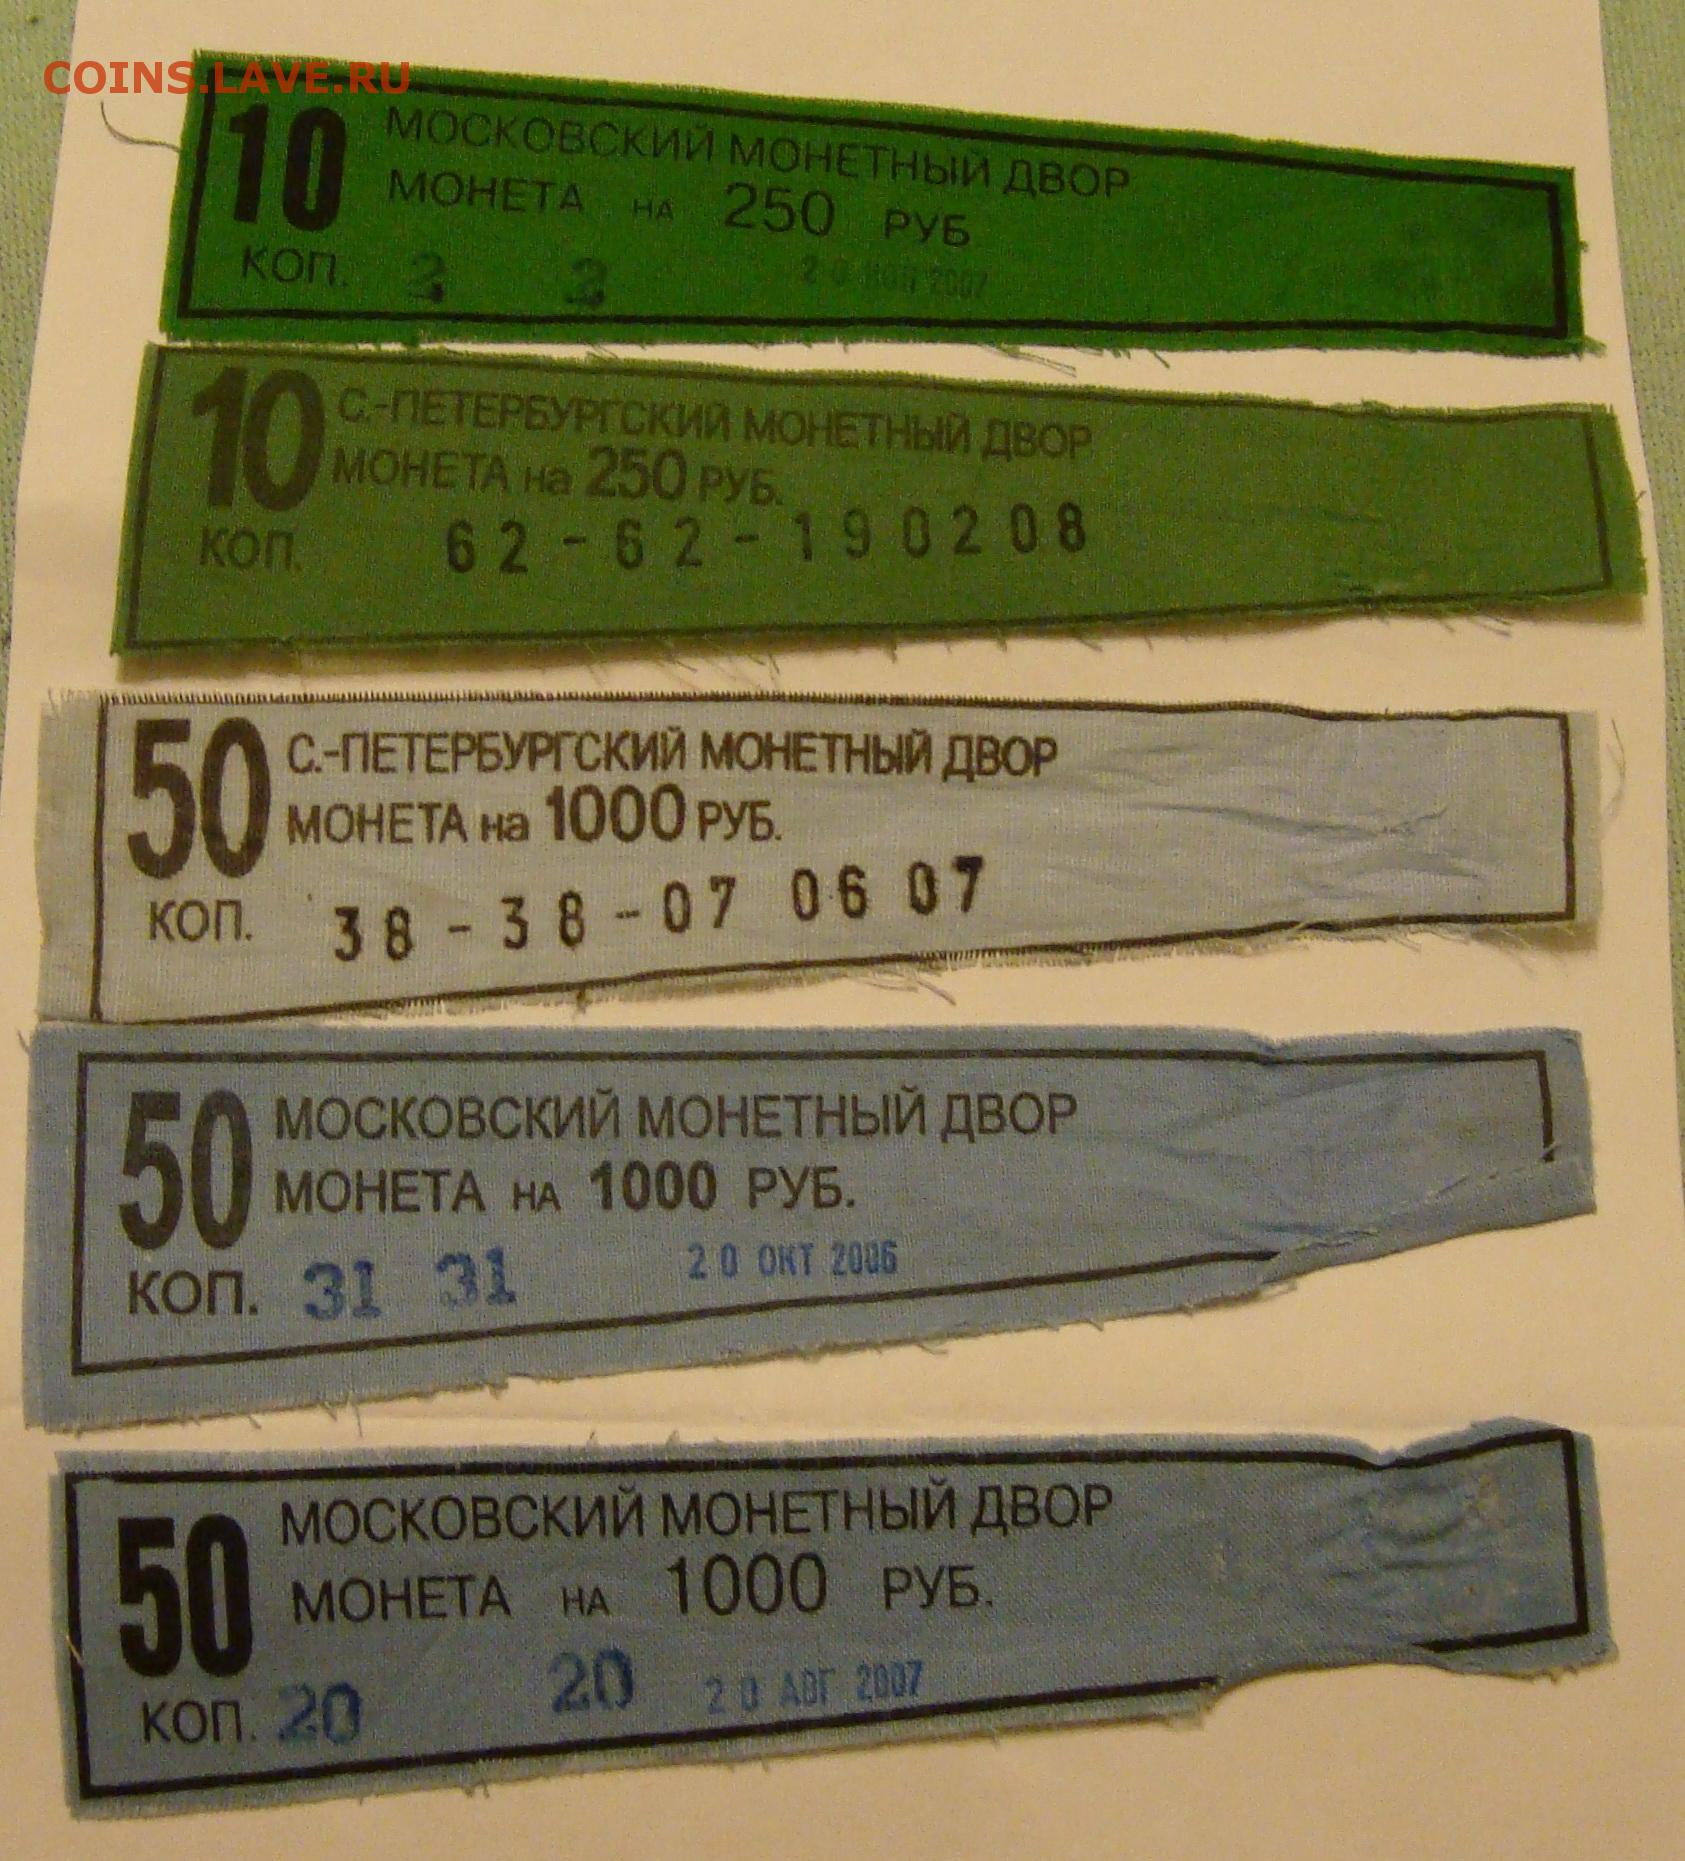 COINS.LAVE.RU
10 МОСКОВСКИЙ МОНЕТНЫЙ ДВОР
МОНЕТА НА 250 РУБ
КОП. 2 2 2007
10 С.-ПЕТЕРБУРГСКИЙ МОНЕТНЫЙ ДВОР
МОНЕТА на 250 РУБ.
КОП. 62-62-190208
50 С.-ПЕТЕРБУРГСКИЙ МОНЕТНЫЙ ДВОР
МОНЕТА на 1000 РУБ.
КОП. 38-38-07 06 07
50 МОСКОВСКИЙ МОНЕТНЫЙ ДВОР
МОНЕТА НА 1000 РУБ.
КОП. 31 31 20 ОКТ 2006
50 МОСКОВСКИЙ МОНЕТНЫЙ ДВОР
МОНЕТА НА 1000 РУБ.
КОП. 20 20 20 АВГ 2007